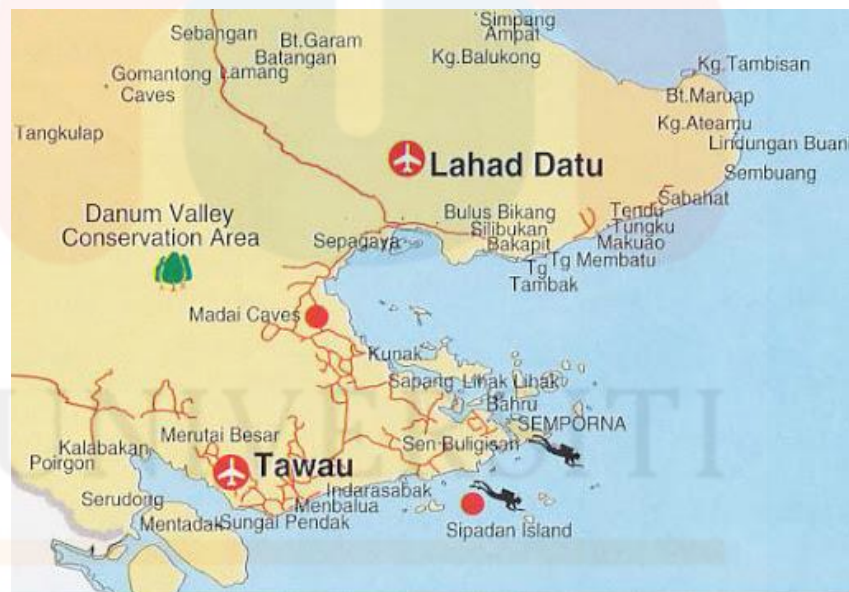 Simpang
Ampat
Sebangan
Bt.Garam
Batangan
Kg.Balukong
Kg.Tambisan
Gomantong
Caves
Lamang
Bt.Maruap
Kg.Ateamu
Tangkulap
Lindungan Buani
Lahad Datu
Sembuang
Sabahat
Danum Valley
Conservation Area
Bulus Bikang
Tendu
Silibukan
Tungku
Sepagaya
Bakapit
Makuao
Tg Membatu
Tg
Tambak
Madai Caves
Kunak
Sapang
Lihak Lihak
Bahru
SEMPORNA
Merutai Besar
Sen Buligisan
Kalabakan
Poirgon
Tawau
Indarasabak
Serudong
Menbalua
Mentadak
Sungai Pendak
Sipadan Island
UNIVERSITI